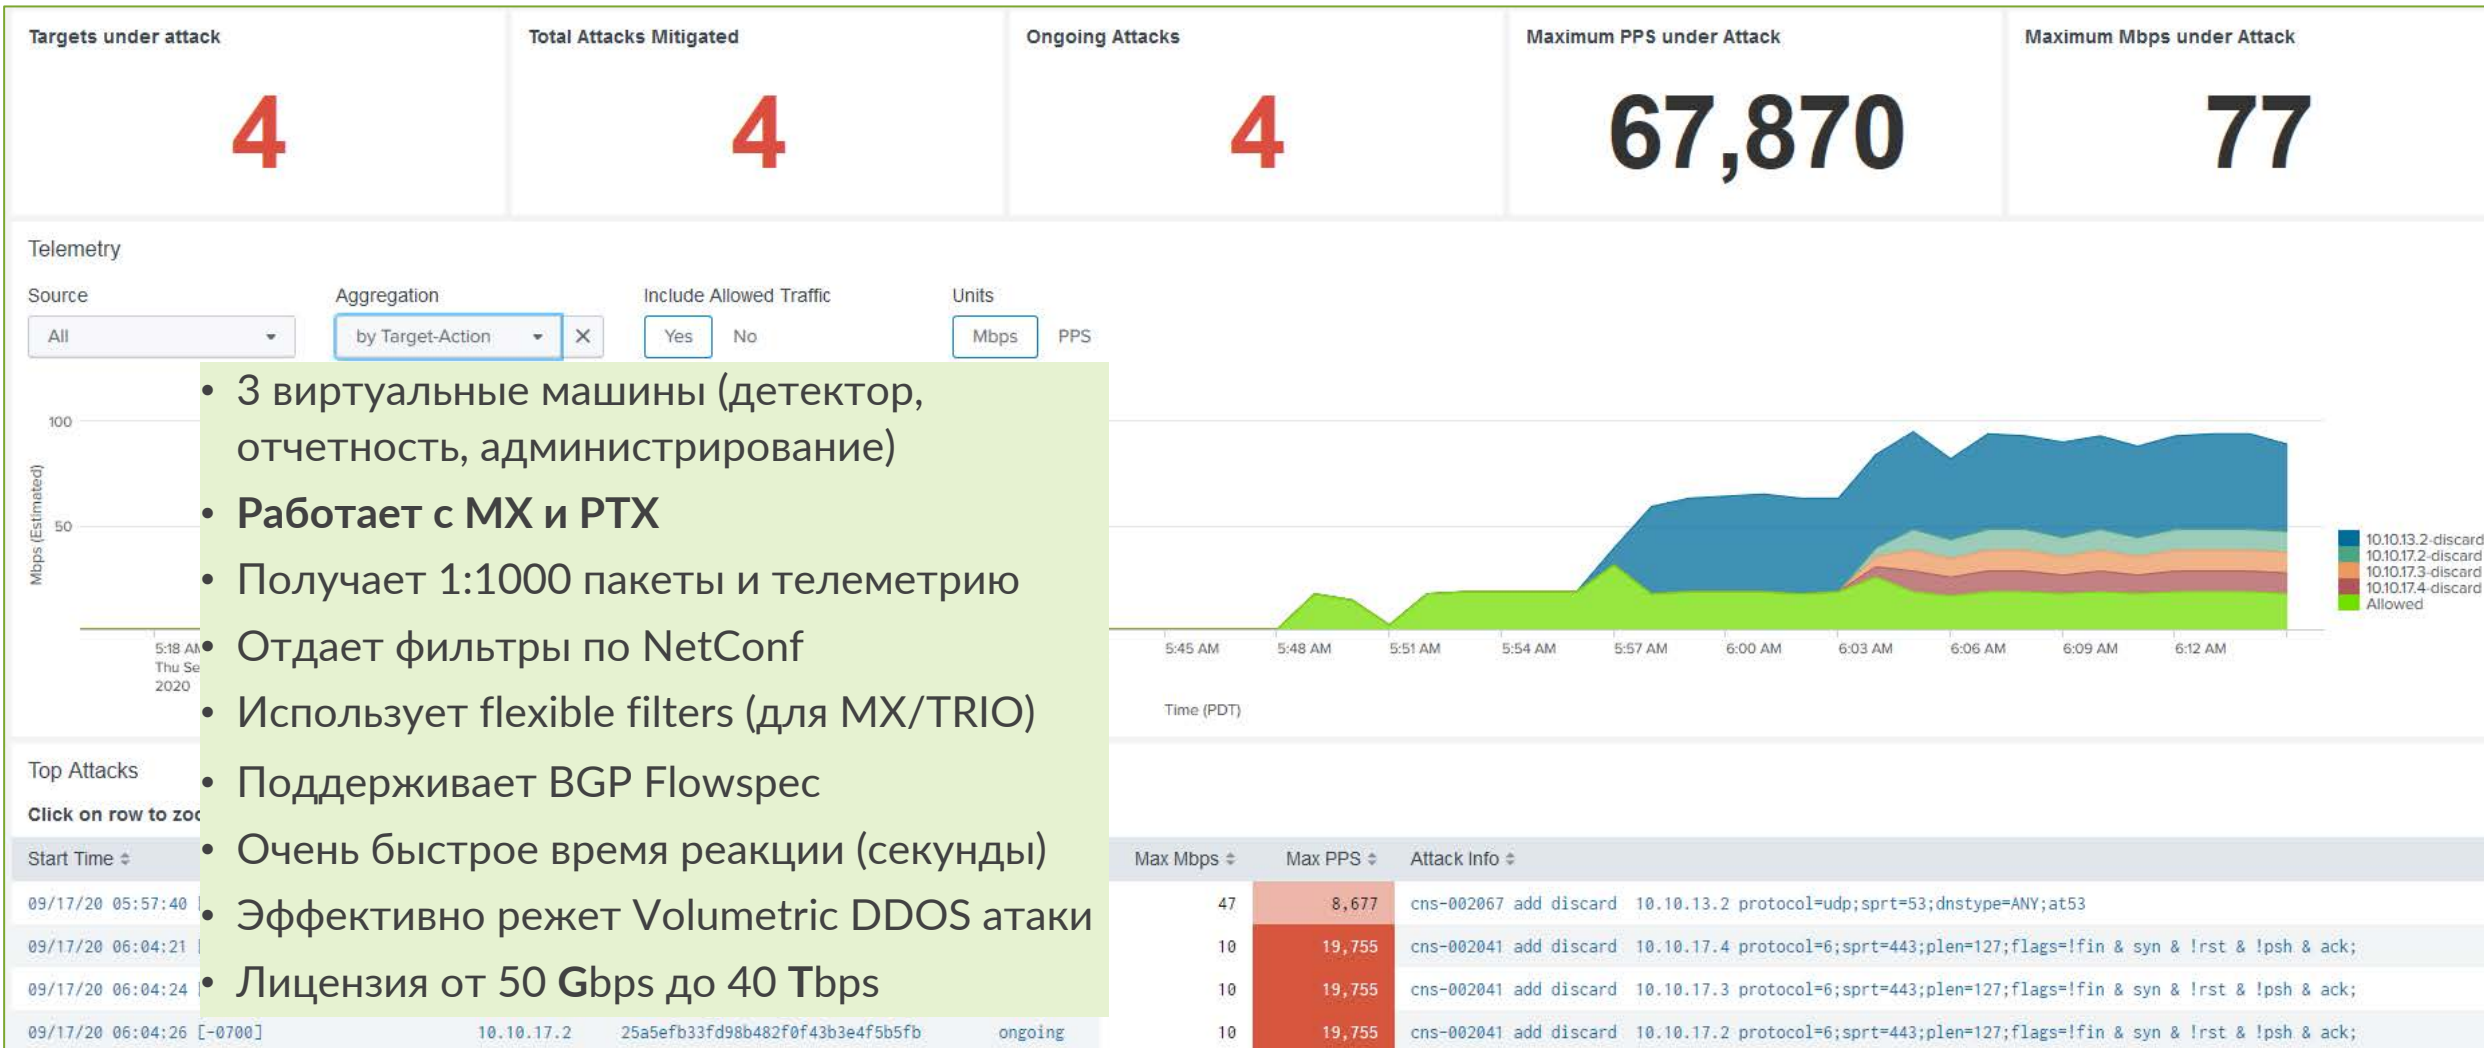 Targets under attack
Total Attacks Mitigated
Ongoing Attacks
Maximum PPS under Attack
Maximum Mbps under Attack
4
4
4
67,870
77
Telemetry
Source
Aggregation
Include Allowed Traffic
Units
All
by Target-Action
Yes
No
Mbps
PPS
• 3 виртуальные машины (детектор,
отчетность, администрирование)
• Работает с MX и PTX
• Получает 1:1000 пакеты и телеметрию
• Отдает фильтры по NetConf
• Использует flexible filters (для MX/TRIO)
• Поддерживает BGP Flowspec
• Очень быстрое время реакции (секунды)
• Эффективно режет Volumetric DDOS атаки
• Лицензия от 50 Gbps до 40 Tbps
100
50
Mbps (Estimated)
5:18
Thu
2020
5:45 AM
5:48 AM
5:51 AM
5:54 AM
5:57 AM
6:00 AM
6:03 AM
6:06 AM
6:09 AM
6:12 AM
Time (PDT)
10.10.13.2-discard
10.10.17.2-discard
10.10.17.3-discard
10.10.17.4-discard
Allowed
Top Attacks
Click on row to
Start Time
Max Mbps
Max PPS
Attack Info
09/17/20 05:57:40
47
8,677
cns-002067 add discard 10.10.13.2 protocol=udp;sprt=53;dnstype=ANY;at53
09/17/20 06:04:21
10
19,755
cns-002041 add discard 10.10.17.4 protocol=6;sprt=443;plen=127;flags=!fin & syn & !rst & !psh & ack;
09/17/20 06:04:24
10
19,755
cns-002041 add discard 10.10.17.3 protocol=6;sprt=443;plen=127;flags=!fin & syn & !rst & !psh & ack;
09/17/20 06:04:26 [-0700]
10.10.17.2
25a5efb33fd98b482f0f43b3e4f5b5fb
ongoing
10
19,755
cns-002041 add discard 10.10.17.2 protocol=6;sprt=443;plen=127;flags=!fin & syn & !rst & !psh & ack;